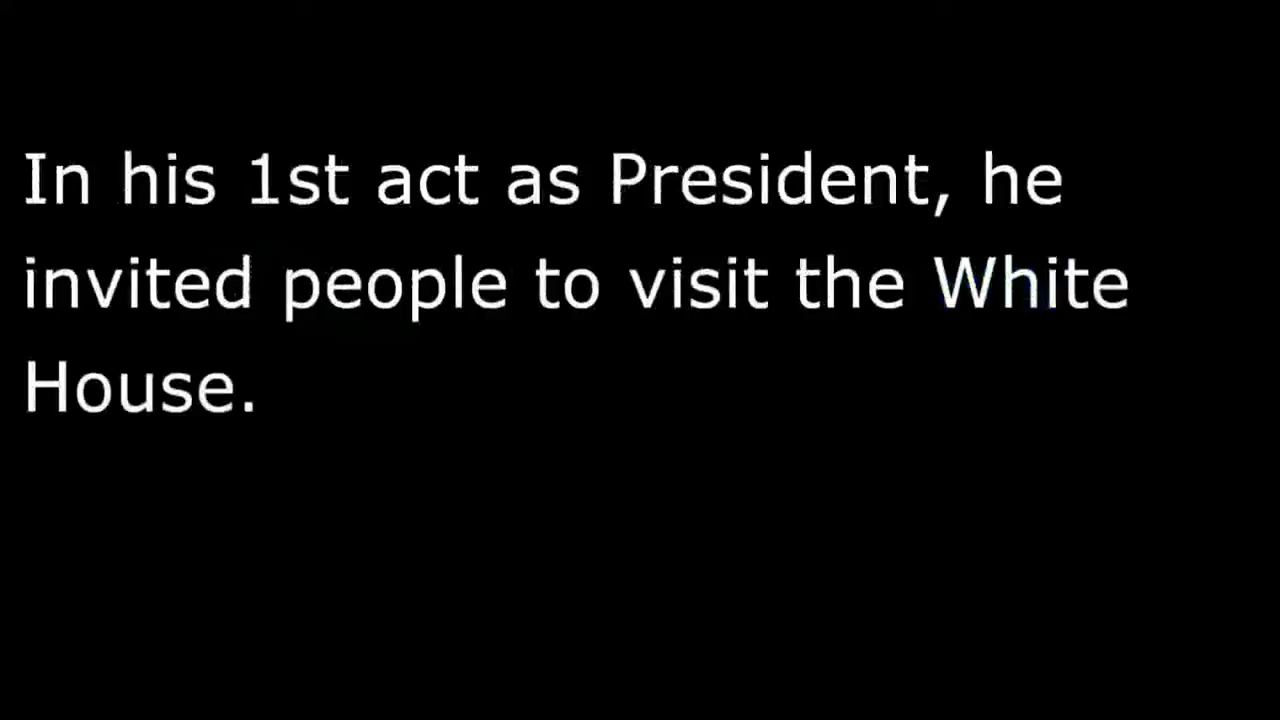 In his 1st act as President, he
invited people to visit the White
House.